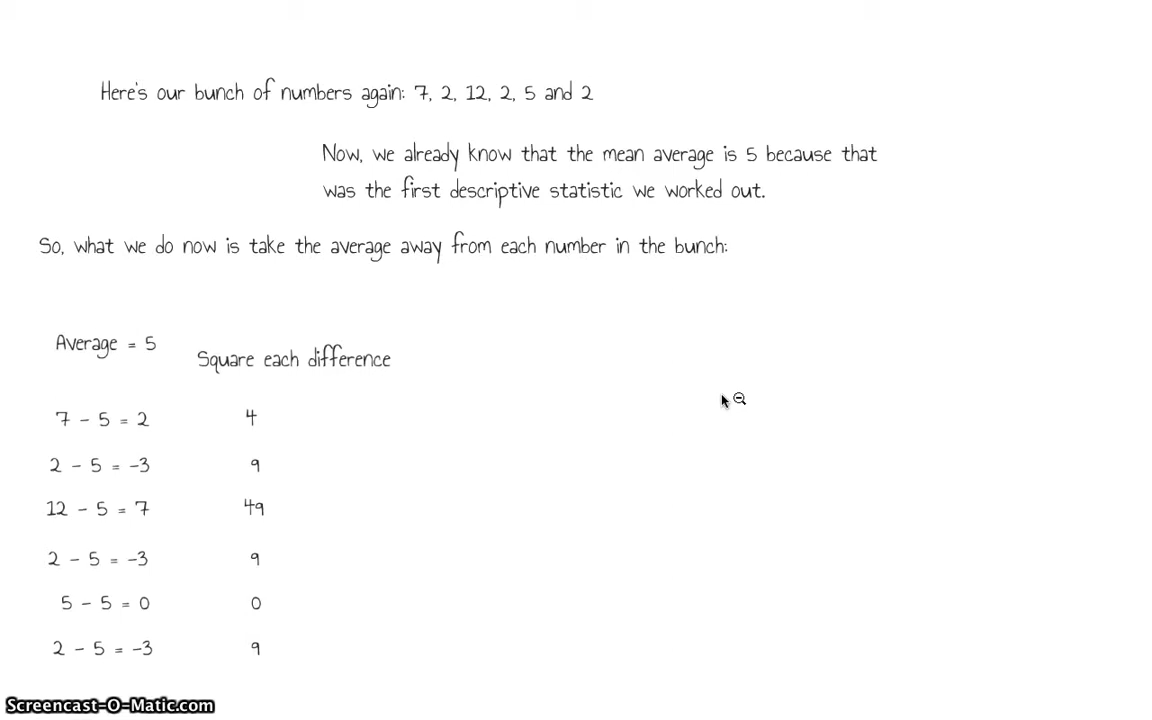 Here's our bunch of numbers again: 7, 2, 12, 2, 5 and 2
Now, we already know that the mean average is 5 because that
was the first descriptive statistic we worked out.
So, what we do now is take the average away from each number in the bunch:
Average = 5
Square each difference
7 - 5 = 2 4
2 - 5 = -3 9
12 - 5 = 7 49
2 - 5 = -3 9
5 - 5 = 0 0
2 - 5 = -3 9
Screencast-O-Matic.com